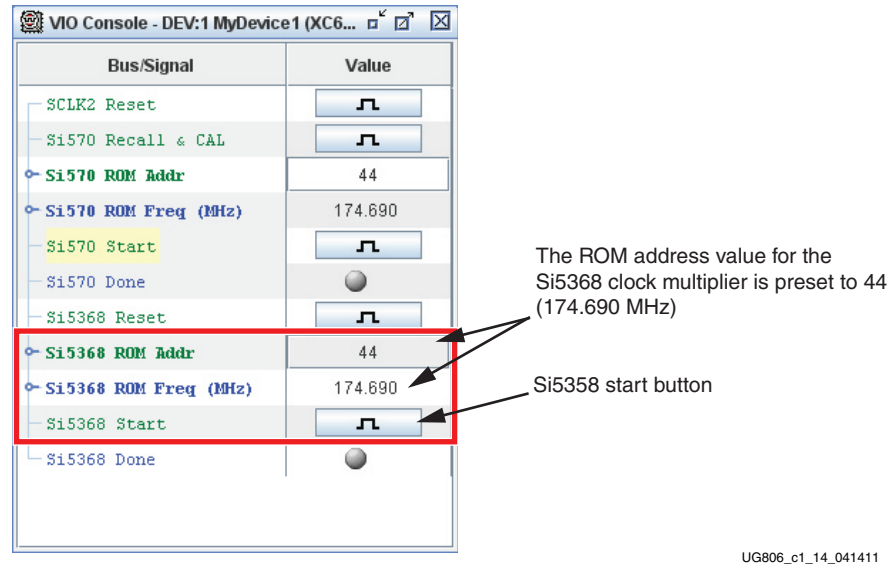 VIO Console - DEV:1 MyDevice1 (XC6...
Bus/Signal Value
SCLK2 Reset
Si570 Recall & CAL
Si570 ROM Addr 44
Si570 ROM Freq (MHz) 174.690
Si570 Start
Si570 Done
Si5368 Reset
Si5368 ROM Addr 44
Si5368 ROM Freq (MHz) 174.690
Si5368 Start
Si5368 Done
The ROM address value for the
Si5368 clock multiplier is preset to 44
(174.690 MHz)
Si5358 start button
UG806_c1_14_041411